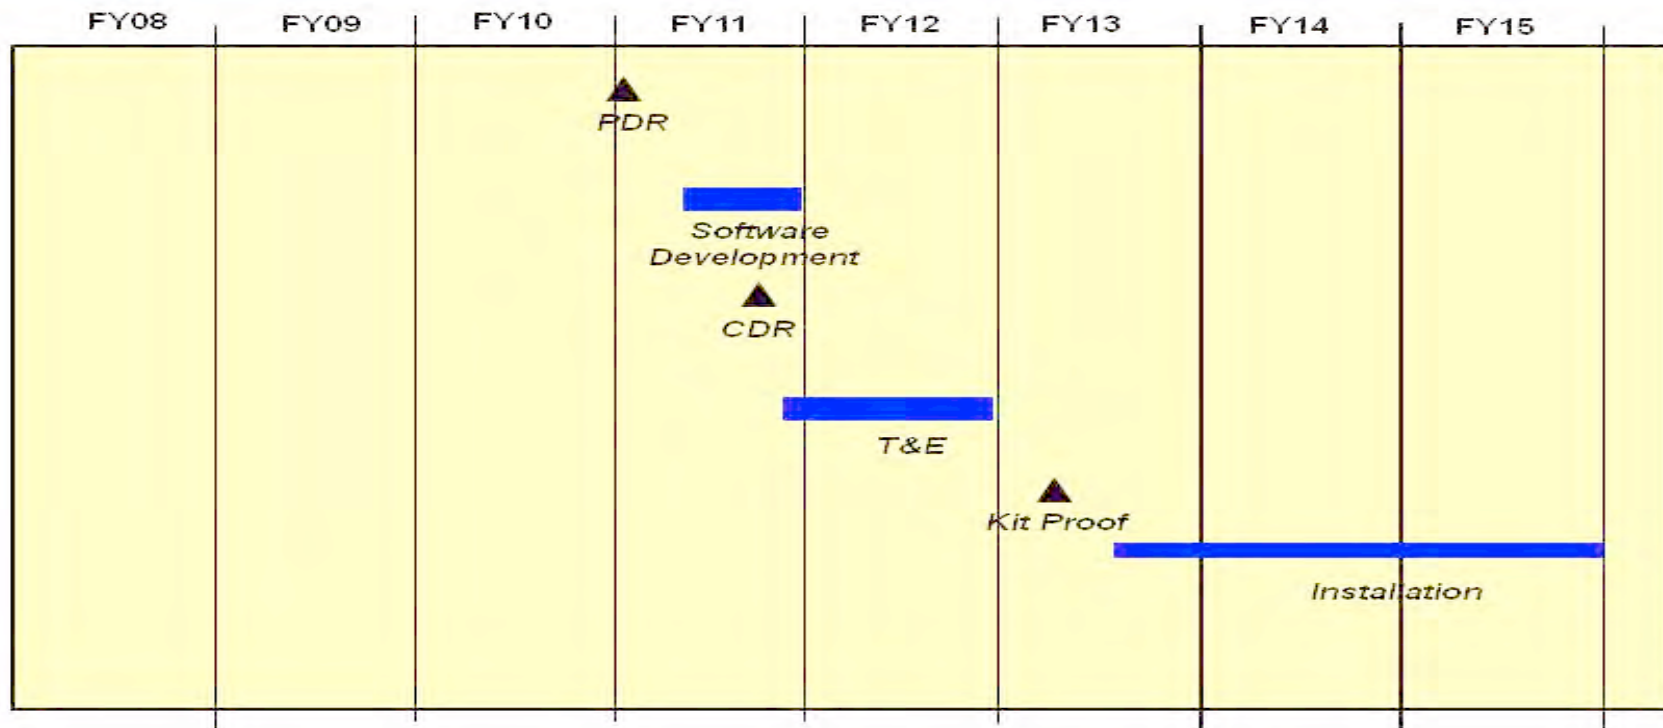 FY08 FY09 FY10 FY11 FY12 FY13 FY14 FY15
PDR
Software
Development
CDR
T&E
Kit Proof
Installation